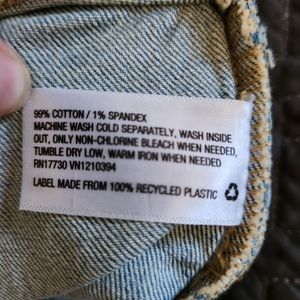 99% COTTON / 1% SPANDEX
MACHINE WASH COLD SEPARATELY, WASH INSIDE
OUT, ONLY NON-CHLORINE BLEACH WHEN NEEDED,
TUMBLE DRY LOW, WARM IRON WHEN NEEDED
RN17730 VN1210394
LABEL MADE FROM 100% RECYCLED PLASTIC